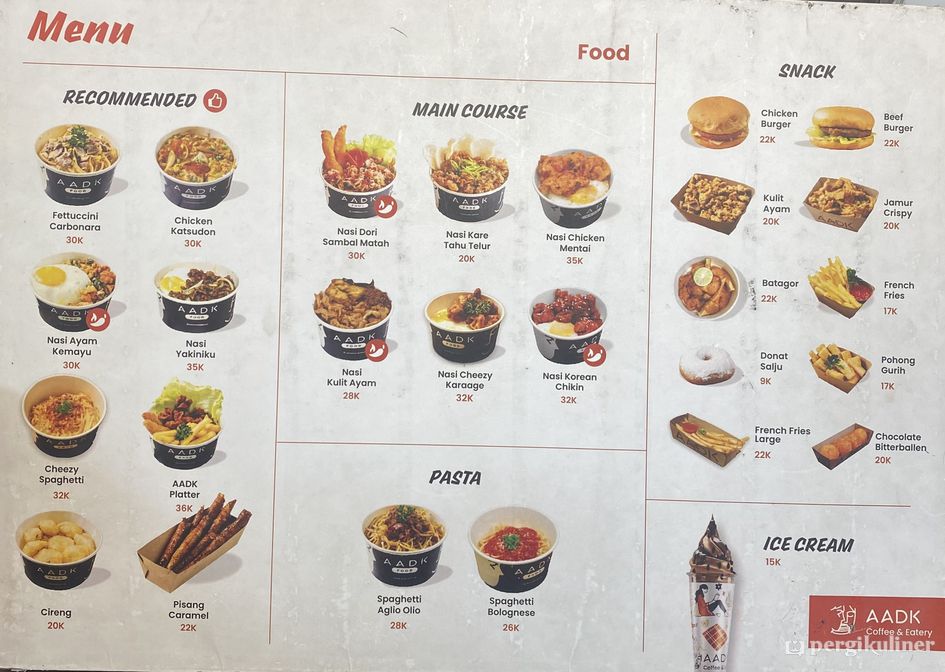 Menu
Food
RECOMMENDED
Fettuccini
Carbonara
30K
Chicken
Katsudon
30K
Nasi Ayam
Kemayu
30K
Nasi
Yakiniku
35K
Cheezy
Spaghetti
32K
AADK
Platter
36K
Cireng
20K
Pisang
Caramel
22K
MAIN COURSE
Nasi Dori
Sambal Matah
30K
Nasi Kare
Tahu Telur
20K
Nasi Chicken
Mentai
35K
Nasi
Kulit Ayam
28K
Nasi Cheezy
Karaage
32K
Nasi Korean
Chikin
32K
PASTA
Spaghetti
Aglio Olio
28K
Spaghetti
Bolognese
26K
SNACK
Chicken
Burger
22K
Beef
Burger
22K
Kulit
Ayam
20K
Jamur
Crispy
20K
Batagor
22K
French
Fries
17K
Donat
Salju
9K
Pohong
Gurih
17K
French Fries
Large
22K
Chocolate
Bitterballen
20K
ICE CREAM
15K
AADK
Coffee & Eatery
pergikuliner